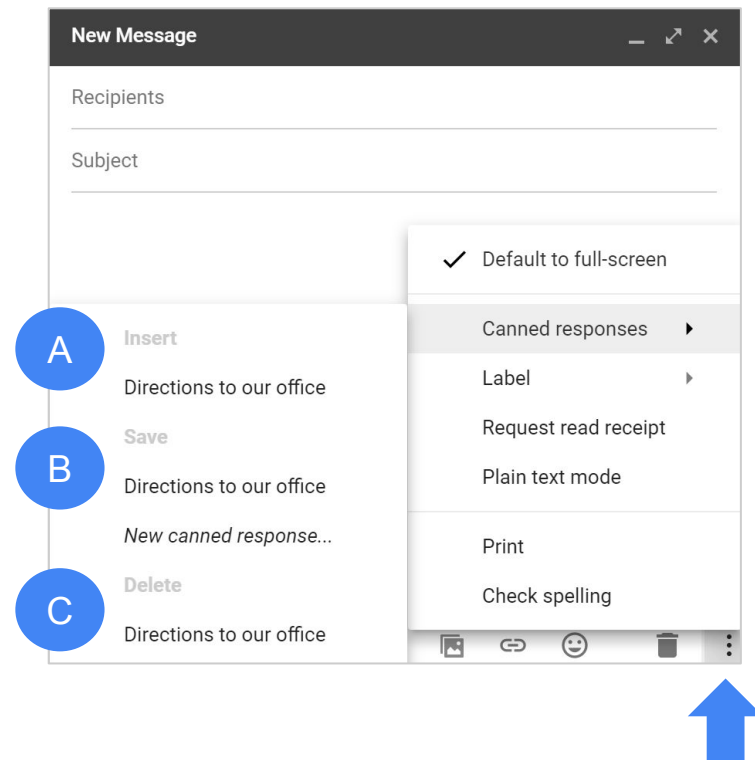 New Message
Recipients
Subject
Default to full-screen
Canned responses
Label
Request read receipt
Plain text mode
Print
Check spelling
A
Insert
Directions to our office
B
Save
Directions to our office
New canned response...
C
Delete
Directions to our office